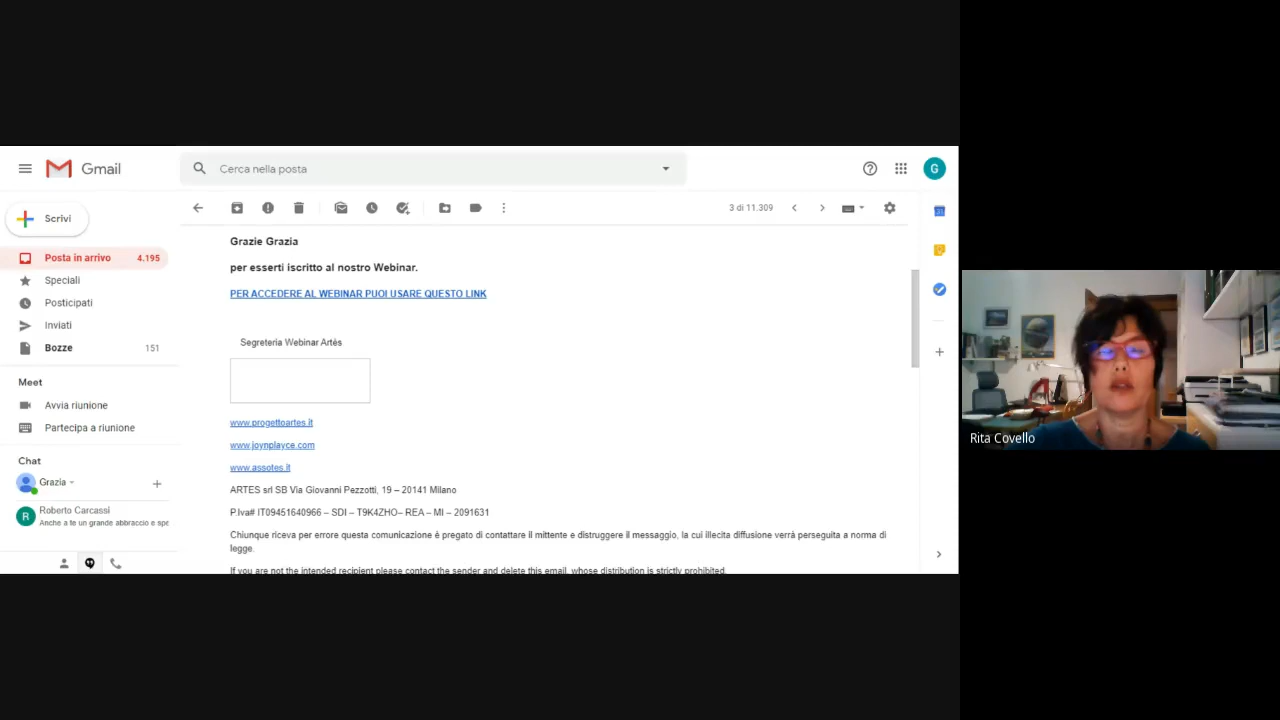 Gmail
Cerca nella posta
G
Scrivi
3 di 11.309
Posta in arrivo 4.195
Speciali
Posticipati
Inviati
Bozze 151
Meet
Avvia riunione
Partecipa a riunione
Chat
Grazia
R
Roberto Carcassi
Anche a te un grande abbraccio e spe
Grazie Grazia
per esserti iscritto al nostro Webinar.
PER ACCEDERE AL WEBINAR PUOI USARE QUESTO LINK
Segreteria Webinar Artès
www.progettoartes.it
www.joynplayce.com
www.assotes.it
ARTES srl SB Via Giovanni Pezzotti, 19 – 20141 Milano
P.Iva# IT09451640966 – SDI – T9K4ZHO– REA – MI – 2091631
Chiunque riceva per errore questa comunicazione è pregato di contattare il mittente e distruggere il messaggio, la cui illecita diffusione verrà perseguita a norma di
legge.
If you are not the intended recipient please contact the sender and delete this email, whose distribution is strictly prohibited.
Rita Covello